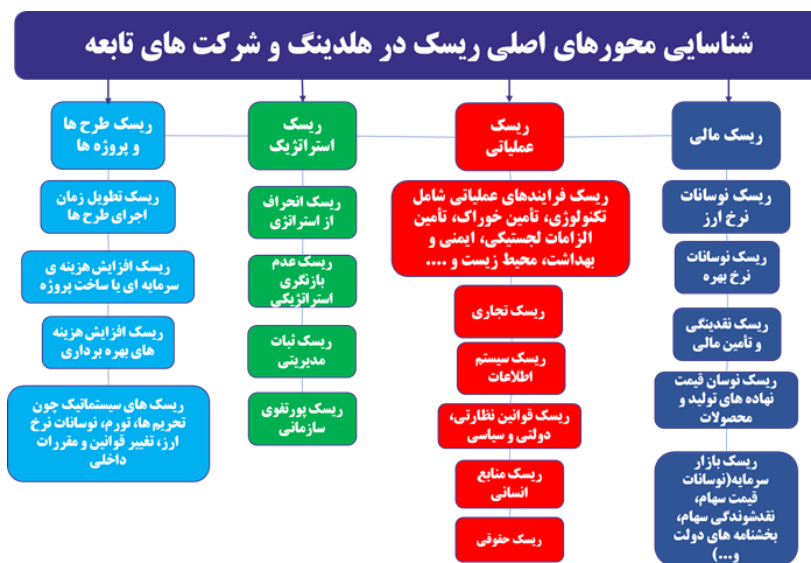 شناسایی محورهای اصلی ریسک در هلدینگ و شرکت های تابعه
ریسک مالی
ریسک نوسانات
نرخ ارز
ریسک نوسانات
نرخ بهره
ریسک نقدینگی
و تأمین مالی
ریسک نوسان قیمت
نهاده های تولید و
محصولات
ریسک بازار
سرمایه(نوسانات
قیمت سهام،
نقدشوندگی سهام،
بخشنامه های دولت
و...)
ریسک
عملیاتی
ریسک فرایندهای عملیاتی شامل
تکنولوژی، تأمین خوراک، تأمین
الزامات لجستیکی، ایمنی و
بهداشت، محیط زیست و ....
ریسک تجاری
ریسک سیستم
اطلاعات
ریسک قوانین نظارتی،
دولتی و سیاسی
ریسک منابع
انسانی
ریسک حقوقی
ریسک
استراتژیک
ریسک انحراف
از استراتژی
ریسک عدم
بازنگری
استراتژیکی
ریسک ثبات
مدیریتی
ریسک پورتفوی
سازمانی
ریسک طرح ها
و پروژه ها
ریسک تطویل زمان
اجرای طرح ها
ریسک افزایش هزینه ی
سرمایه ای یا ساخت پروژه
ریسک افزایش هزینه
های بهره برداری
ریسک های سیستماتیک چون
تحریم ها، تورم، نوسانات نرخ
ارز، تغییر قوانین و مقررات
داخلی